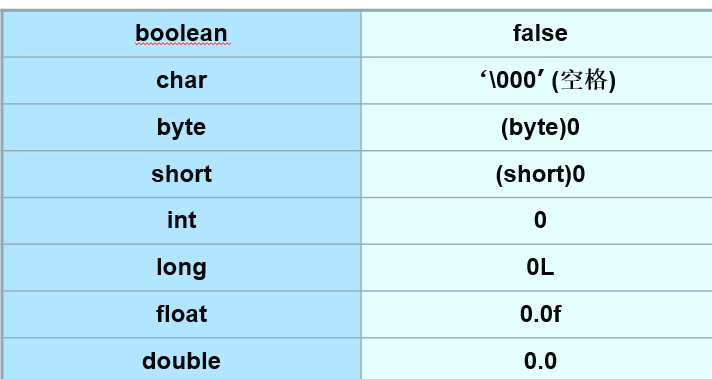 boolean false
char ‘\000’ (空格)
byte (byte)0
short (short)0
int 0
long 0L
float 0.0f
double 0.0